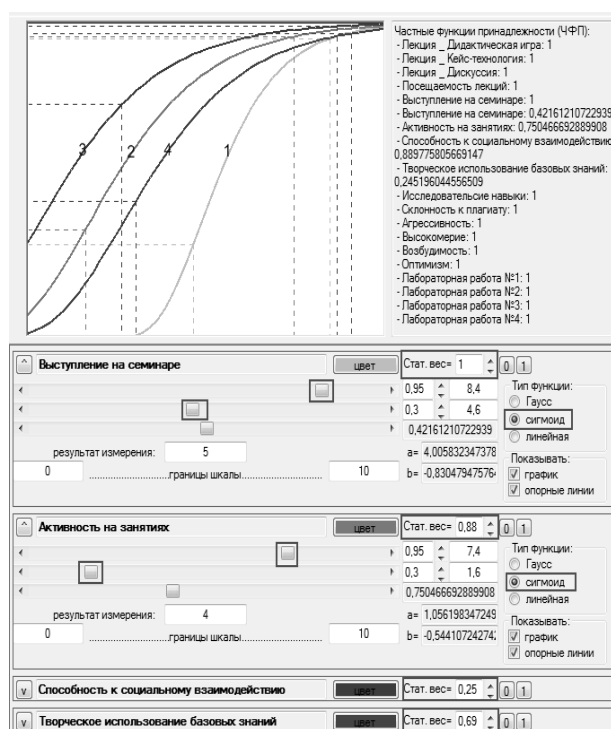 3
2
4
1
Частные функции принадлежности (ЧФП):
- Лекция _ Дидактическая игра: 1
- Лекция _ Кейс-технология: 1
- Лекция _ Дискуссия: 1
- Посещаемость лекций: 1
- Выступление на семинаре: 1
- Выступление на семинаре: 0,42161210722939
- Активность на занятиях: 0,750466692889908
- Способность к социальному взаимодействию
0,889775805669147
- Творческое использование базовых знаний:
0,245196044556509
- Исследовательсие навыки: 1
- Склонность к плагиату: 1
- Агрессивность: 1
- Высокомерие: 1
- Возбудимость: 1
- Оптимизм: 1
- Лабораторная работа №1: 1
- Лабораторная работа №2: 1
- Лабораторная работа №3: 1
- Лабораторная работа №4: 1
^ Выступление на семинаре цвет Стат. вес= 1 0 1
0,95 8,4 Тип функции:
Гаусс
0,3 4,6
сигмоид
0,42161210722939
линейная
результат измерения: 5 a= 4,005832347378
Показывать:
0 ......границы шкалы...... 10 b= -0,83047947576
график
опорные линии
^ Активность на занятиях цвет Стат. вес= 0,88 0 1
0,95 7,4 Тип функции:
Гаусс
0,3 1,6
сигмоид
0,750466692889908
линейная
результат измерения: 4 a= 1,056198347249
Показывать:
0 ......границы шкалы...... 10 b= -0,54410724274
график
опорные линии
v Способность к социальному взаимодействию цвет Стат. вес= 0,25 0 1
v Творческое использование базовых знаний цвет Стат. вес= 0,69 0 1